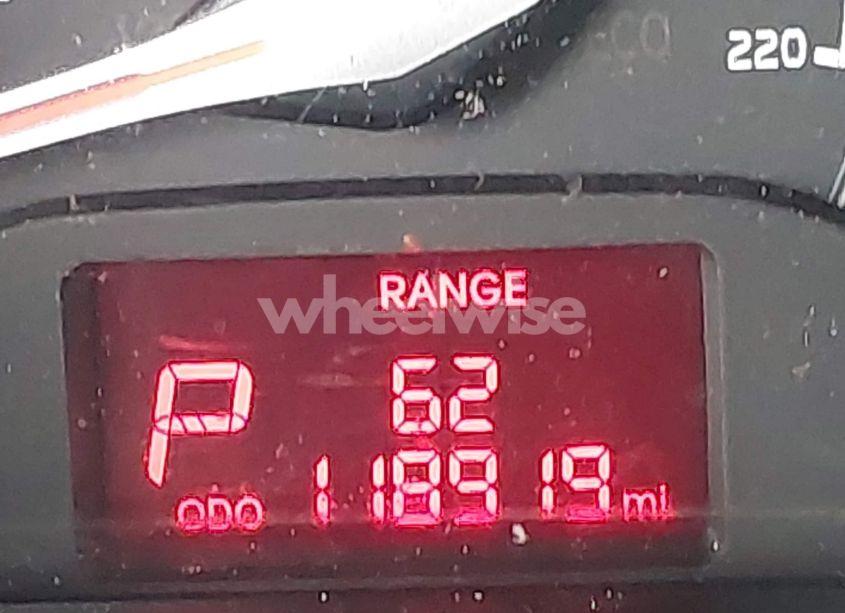 220
RANGE
wheelwise
P 62
ODO 118919 mi